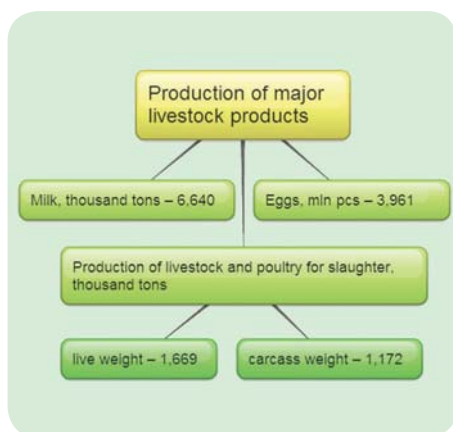 Production of major
livestock products
Milk, thousand tons – 6,640
Eggs, mln pcs – 3,961
Production of livestock and poultry for slaughter,
thousand tons
live weight – 1,669
carcass weight – 1,172